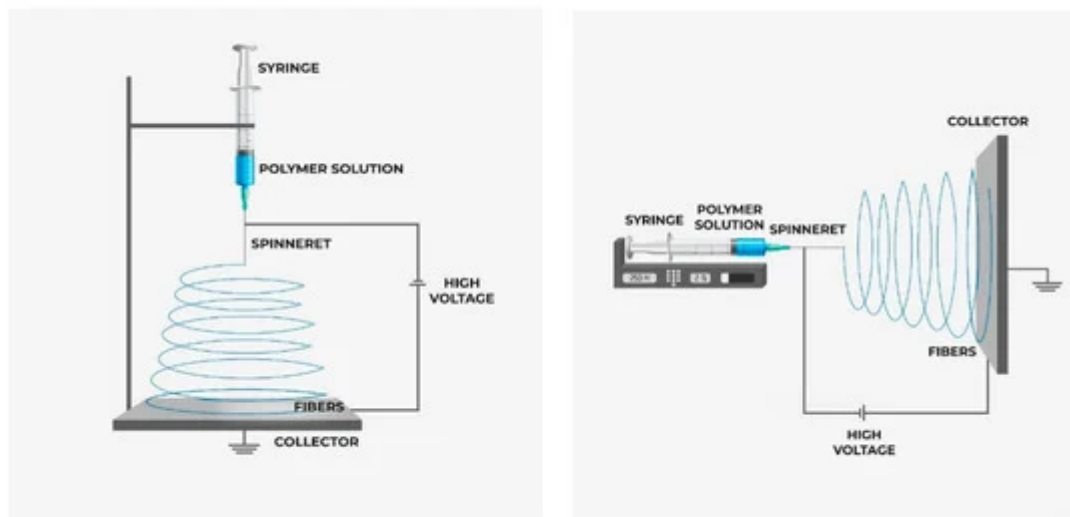 SYRINGE
POLYMER SOLUTION
SPINNERET
HIGH
VOLTAGE
FIBERS
COLLECTOR
COLLECTOR
SYRINGE
POLYMER
SOLUTION
SPINNERET
FIBERS
HIGH
VOLTAGE